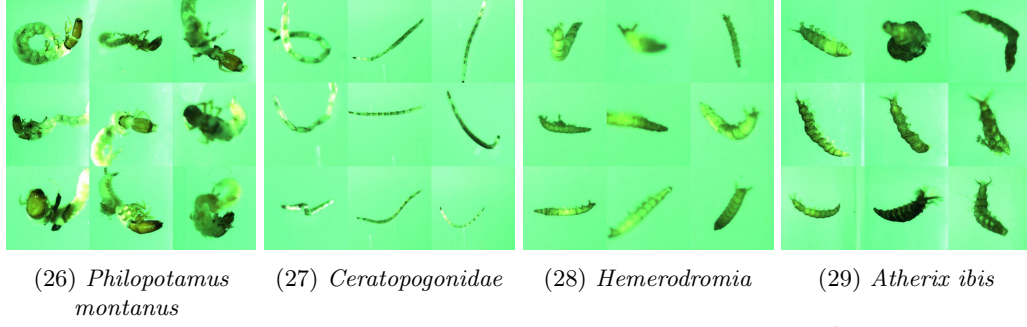 (26) Philopotamus montanus
(27) Ceratopogonidae
(28) Hemerodromia
(29) Atherix ibis